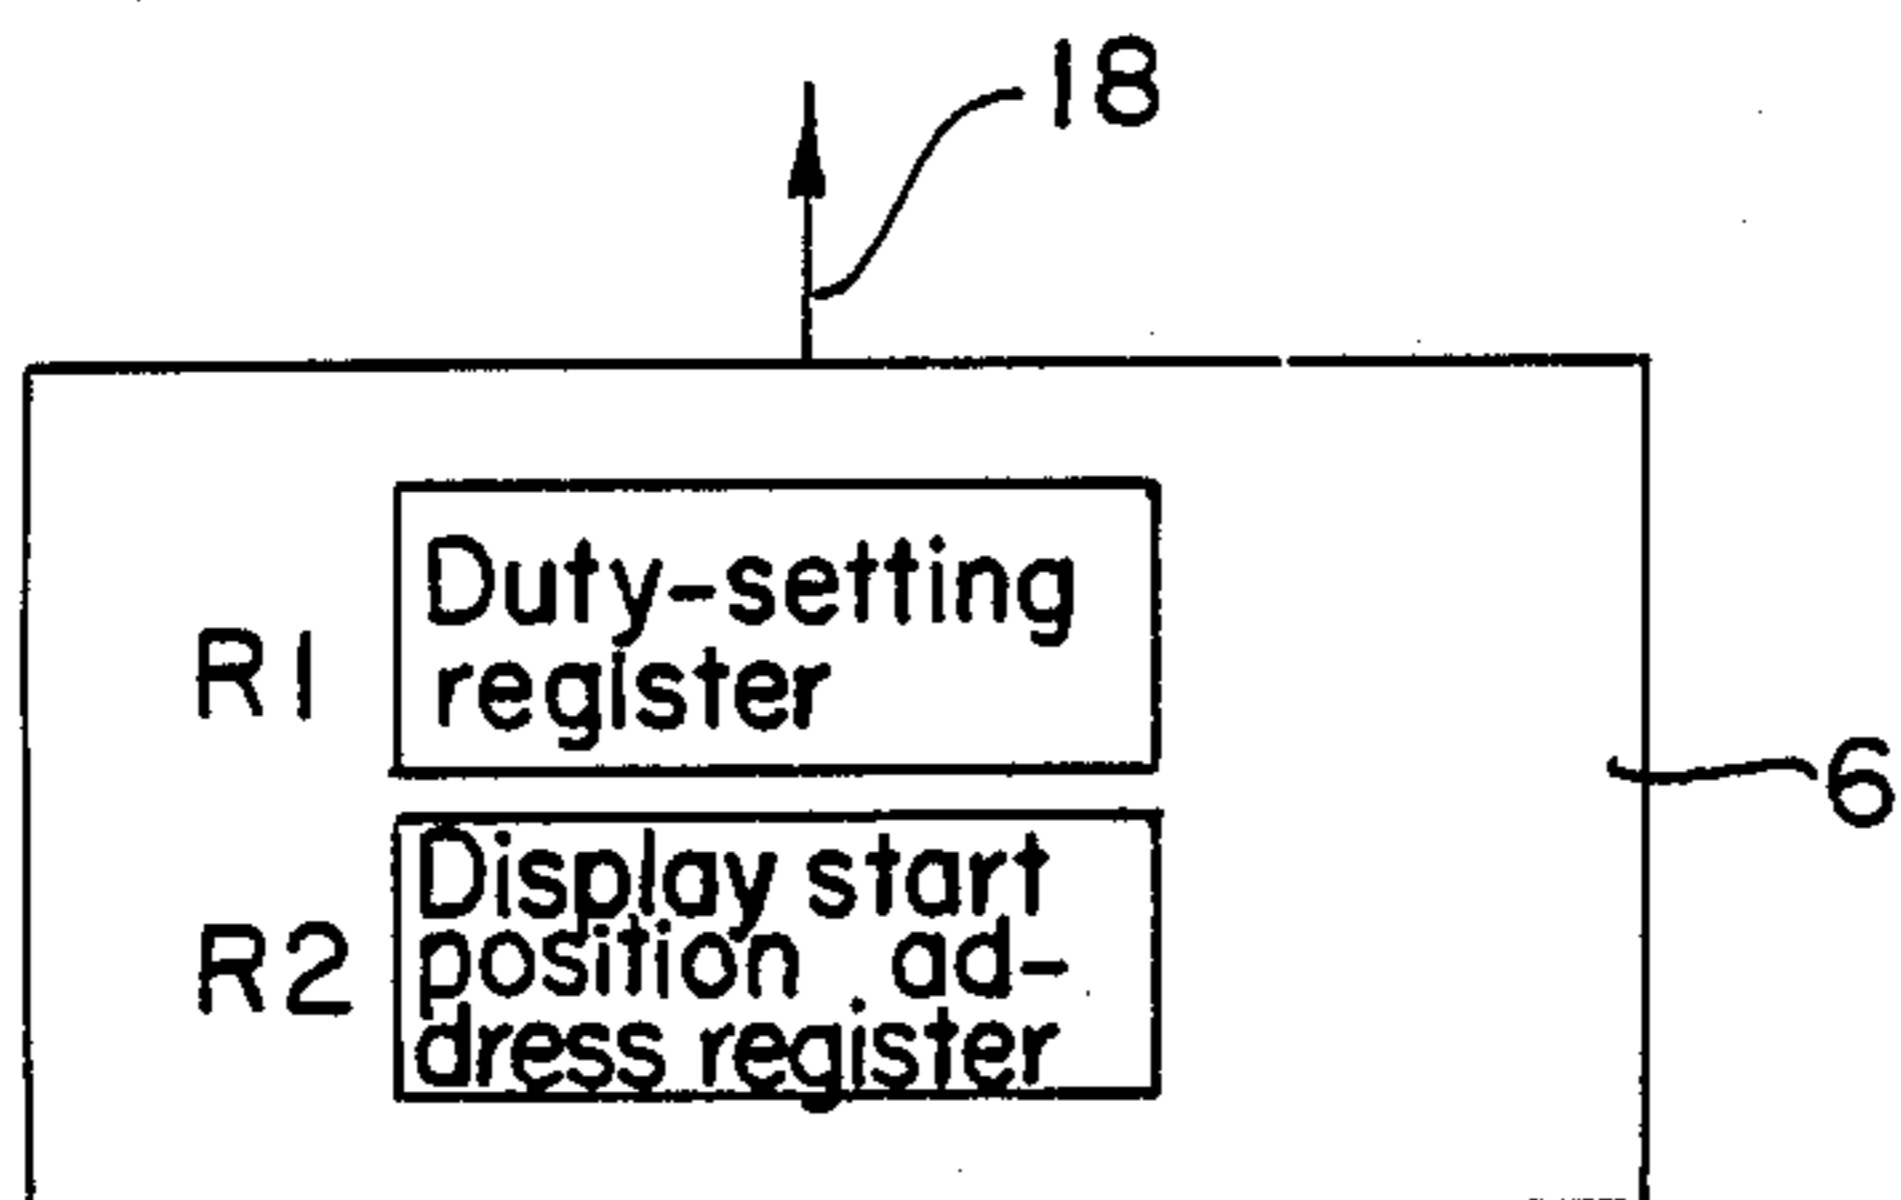 18
R1
Duty-setting
register
6
R2
Display start
position ad-
dress register